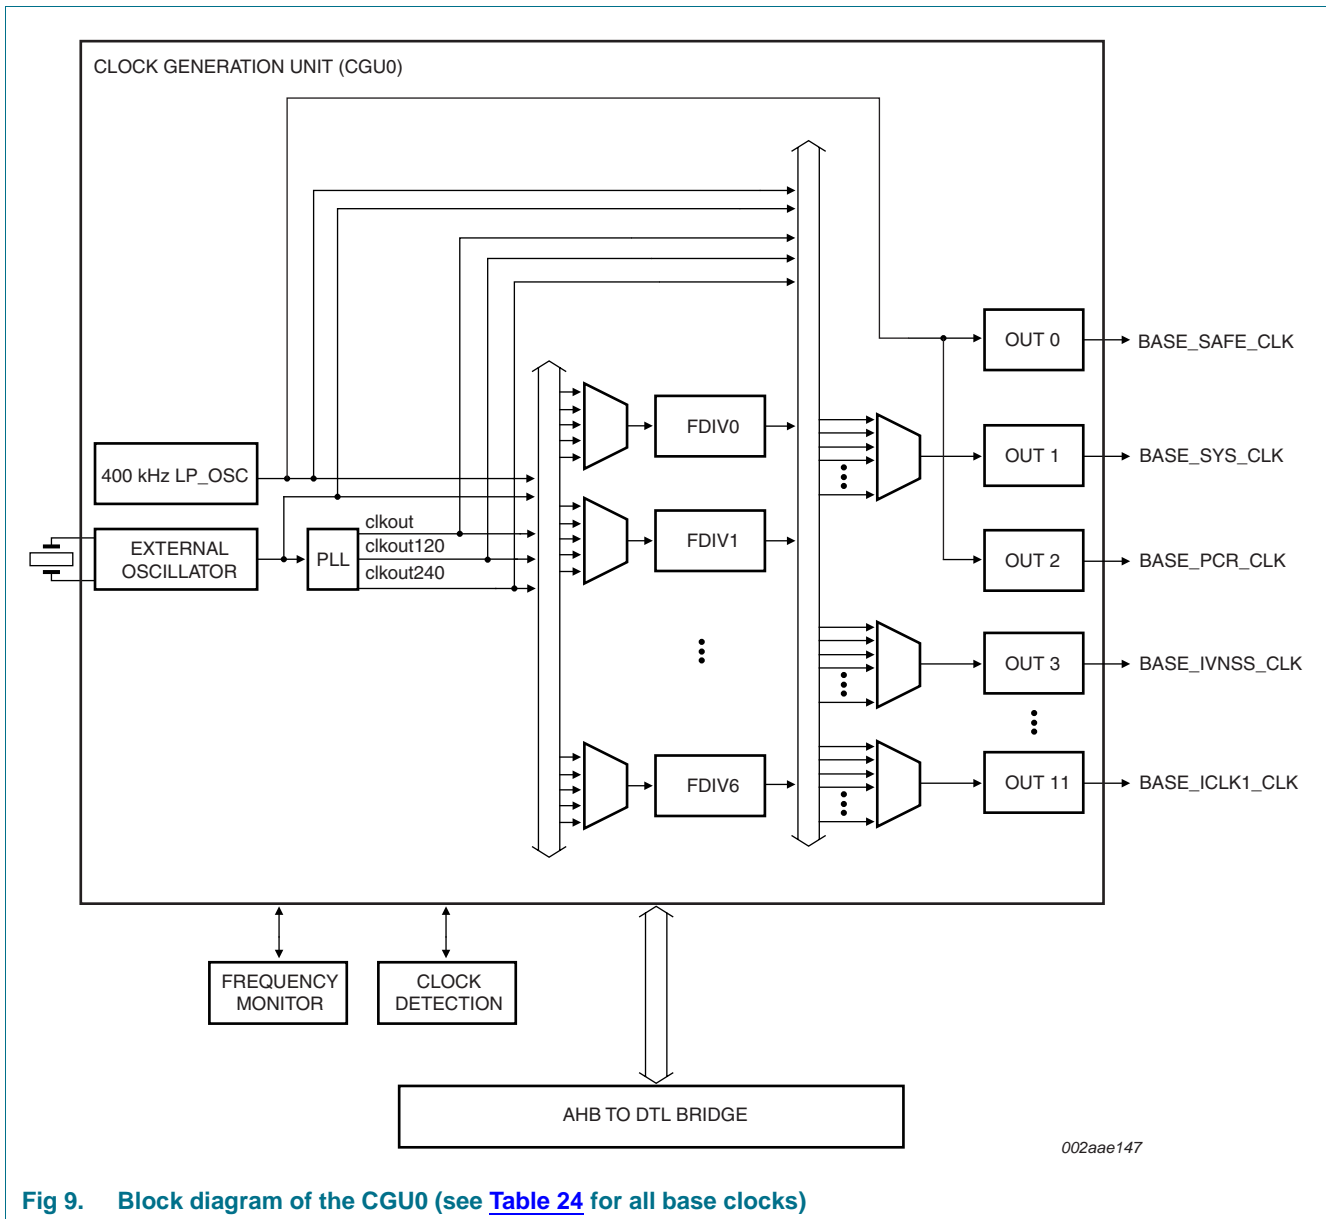 CLOCK GENERATION UNIT (CGU0)
400 kHz LP_OSC
EXTERNAL
OSCILLATOR
PLL
clkout
clkout120
clkout240
FDIV0
FDIV1
FDIV6
OUT 0
BASE_SAFE_CLK
OUT 1
BASE_SYS_CLK
OUT 2
BASE_PCR_CLK
OUT 3
BASE_IVNSS_CLK
OUT 11
BASE_ICLK1_CLK
FREQUENCY
MONITOR
CLOCK
DETECTION
AHB TO DTL BRIDGE
002aae147
Fig 9. Block diagram of the CGU0 (see Table 24 for all base clocks)